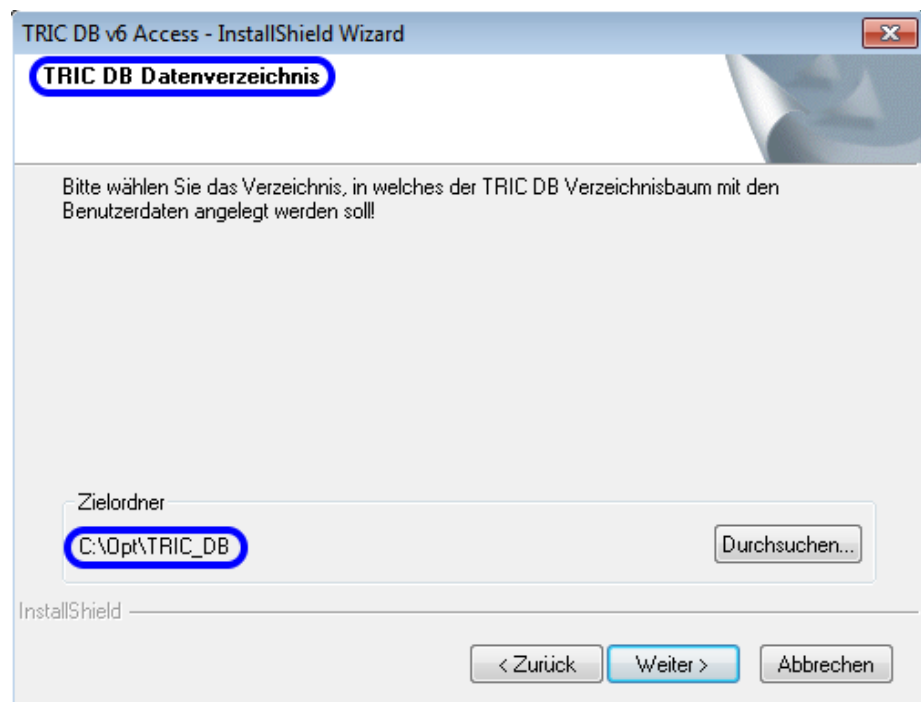 TRIC DB v6 Access - InstallShield Wizard
TRIC DB Datenverzeichnis
Bitte wählen Sie das Verzeichnis, in welches der TRIC DB Verzeichnisbaum mit den
Benutzerdaten angelegt werden soll!
Zielordner
C:\Opt\TRIC_DB
Durchsuchen...
InstallShield
< Zurück
Weiter >
Abbrechen